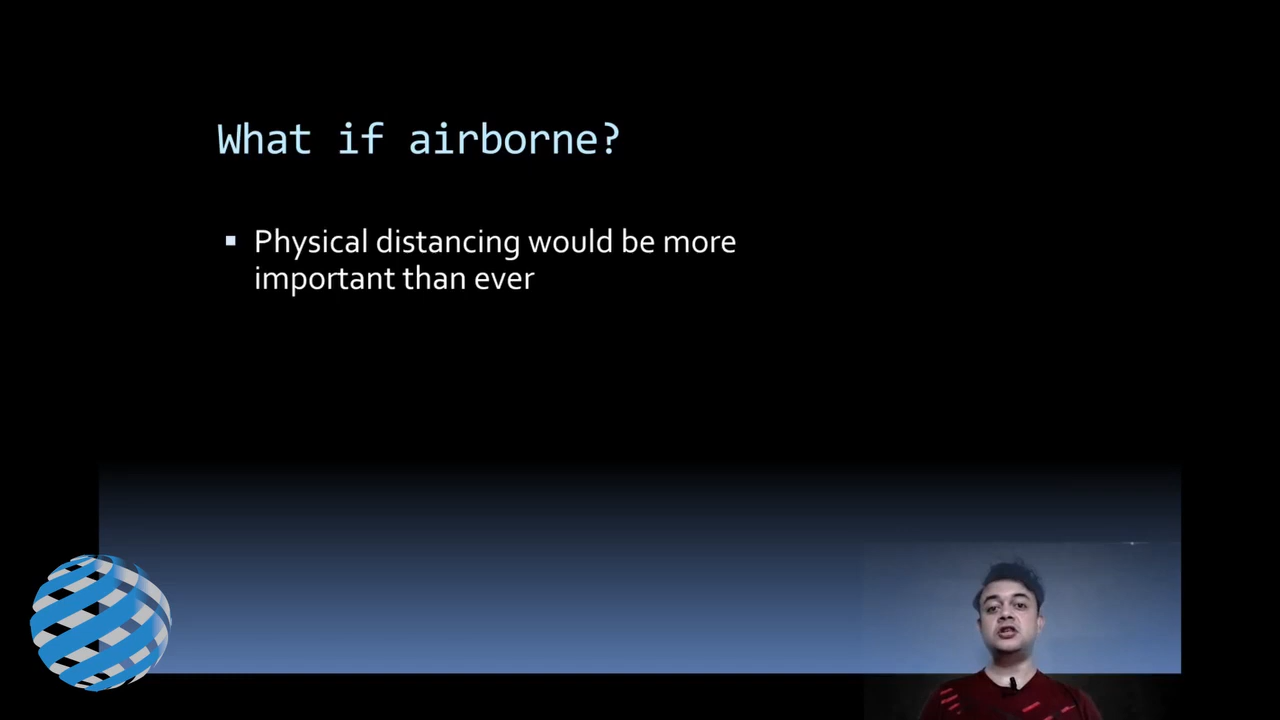 What if airborne?
Physical distancing would be more
important than ever